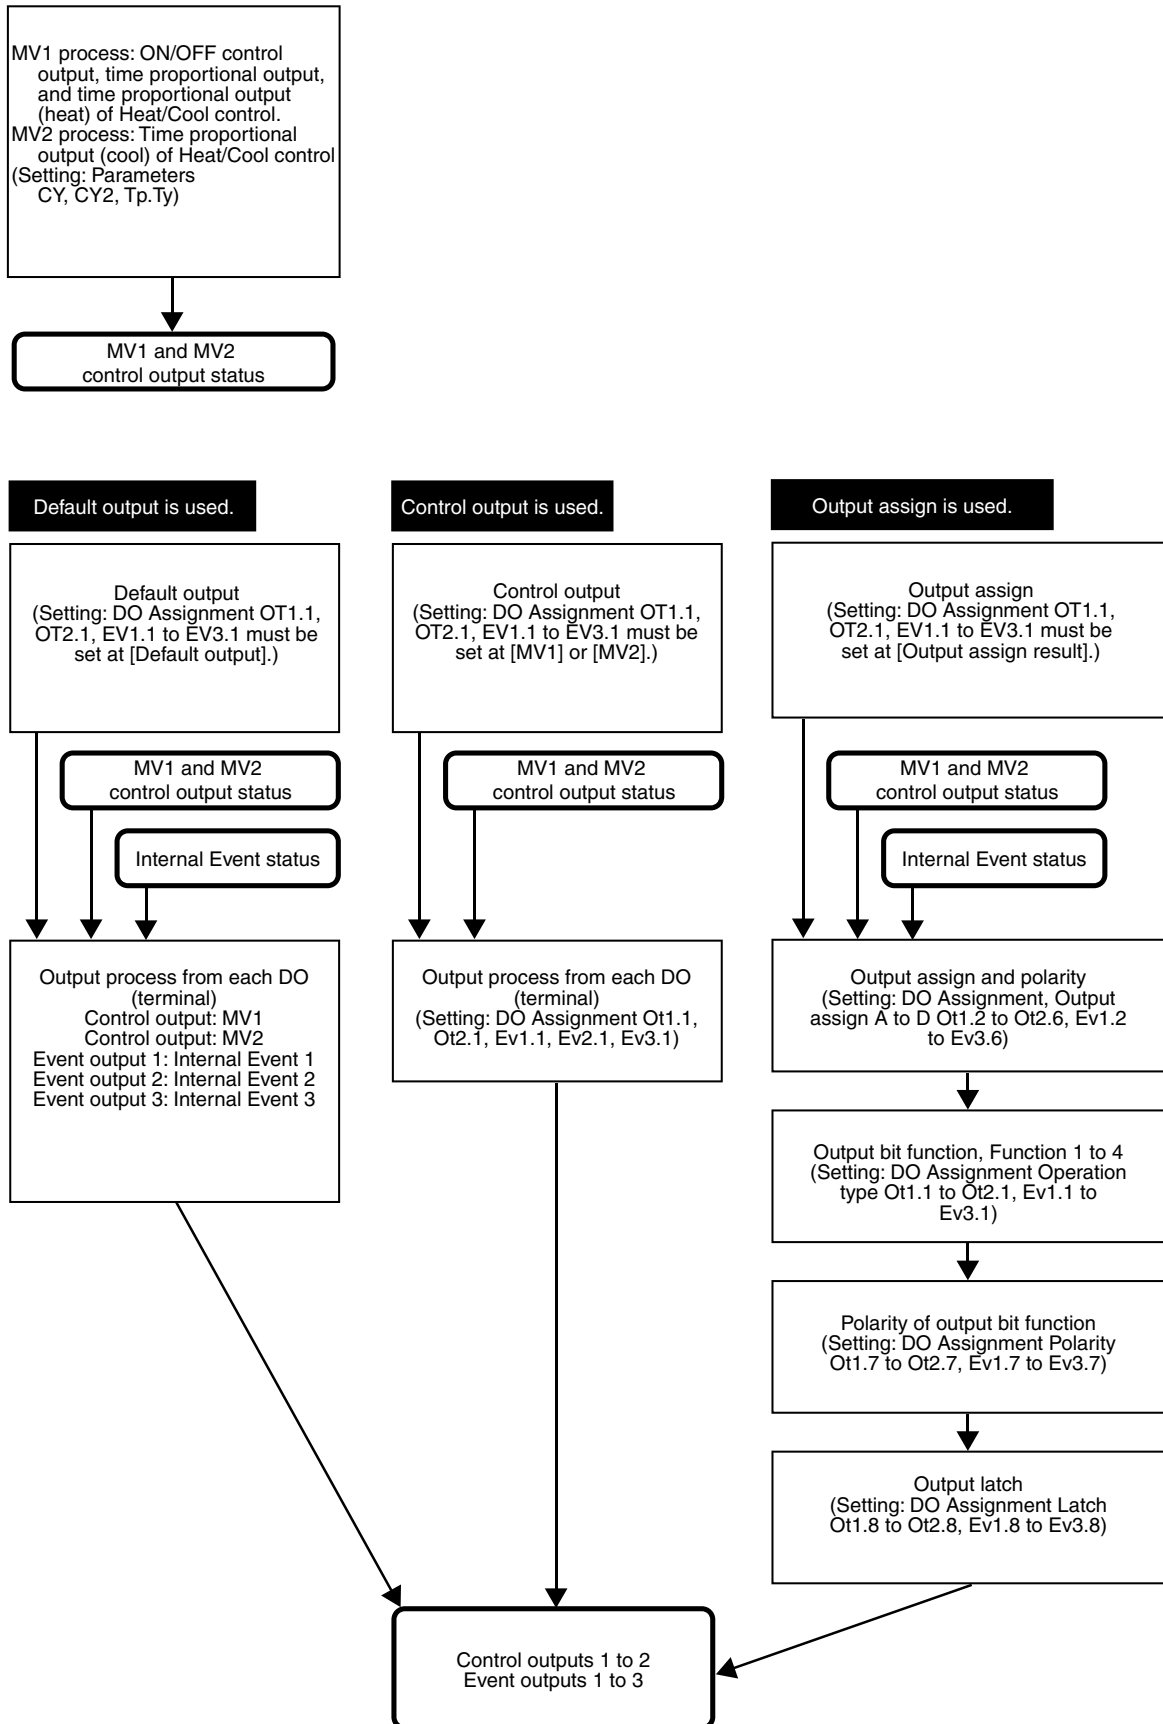 MV1 process: ON/OFF control
output, time proportional output,
and time proportional output
(heat) of Heat/Cool control.
MV2 process: Time proportional
output (cool) of Heat/Cool control
(Setting: Parameters
CY, CY2, Tp.Ty)
MV1 and MV2
control output status
Default output is used.
Default output
(Setting: DO Assignment OT1.1,
OT2.1, EV1.1 to EV3.1 must be
set at [Default output].)
MV1 and MV2
control output status
Internal Event status
Output process from each DO
(terminal)
Control output: MV1
Control output: MV2
Event output 1: Internal Event 1
Event output 2: Internal Event 2
Event output 3: Internal Event 3
Control output is used.
Control output
(Setting: DO Assignment OT1.1,
OT2.1, EV1.1 to EV3.1 must be
set at [MV1] or [MV2].)
MV1 and MV2
control output status
Output process from each DO
(terminal)
(Setting: DO Assignment Ot1.1,
Ot2.1, Ev1.1, Ev2.1, Ev3.1)
Output assign is used.
Output assign
(Setting: DO Assignment OT1.1,
OT2.1, EV1.1 to EV3.1 must be
set at [Output assign result].)
MV1 and MV2
control output status
Internal Event status
Output assign and polarity
(Setting: DO Assignment, Output
assign A to D Ot1.2 to Ot2.6, Ev1.2
to Ev3.6)
Output bit function, Function 1 to 4
(Setting: DO Assignment Operation
type Ot1.1 to Ot2.1, Ev1.1 to
Ev3.1)
Polarity of output bit function
(Setting: DO Assignment Polarity
Ot1.7 to Ot2.7, Ev1.7 to Ev3.7)
Output latch
(Setting: DO Assignment Latch
Ot1.8 to Ot2.8, Ev1.8 to Ev3.8)
Control outputs 1 to 2
Event outputs 1 to 3